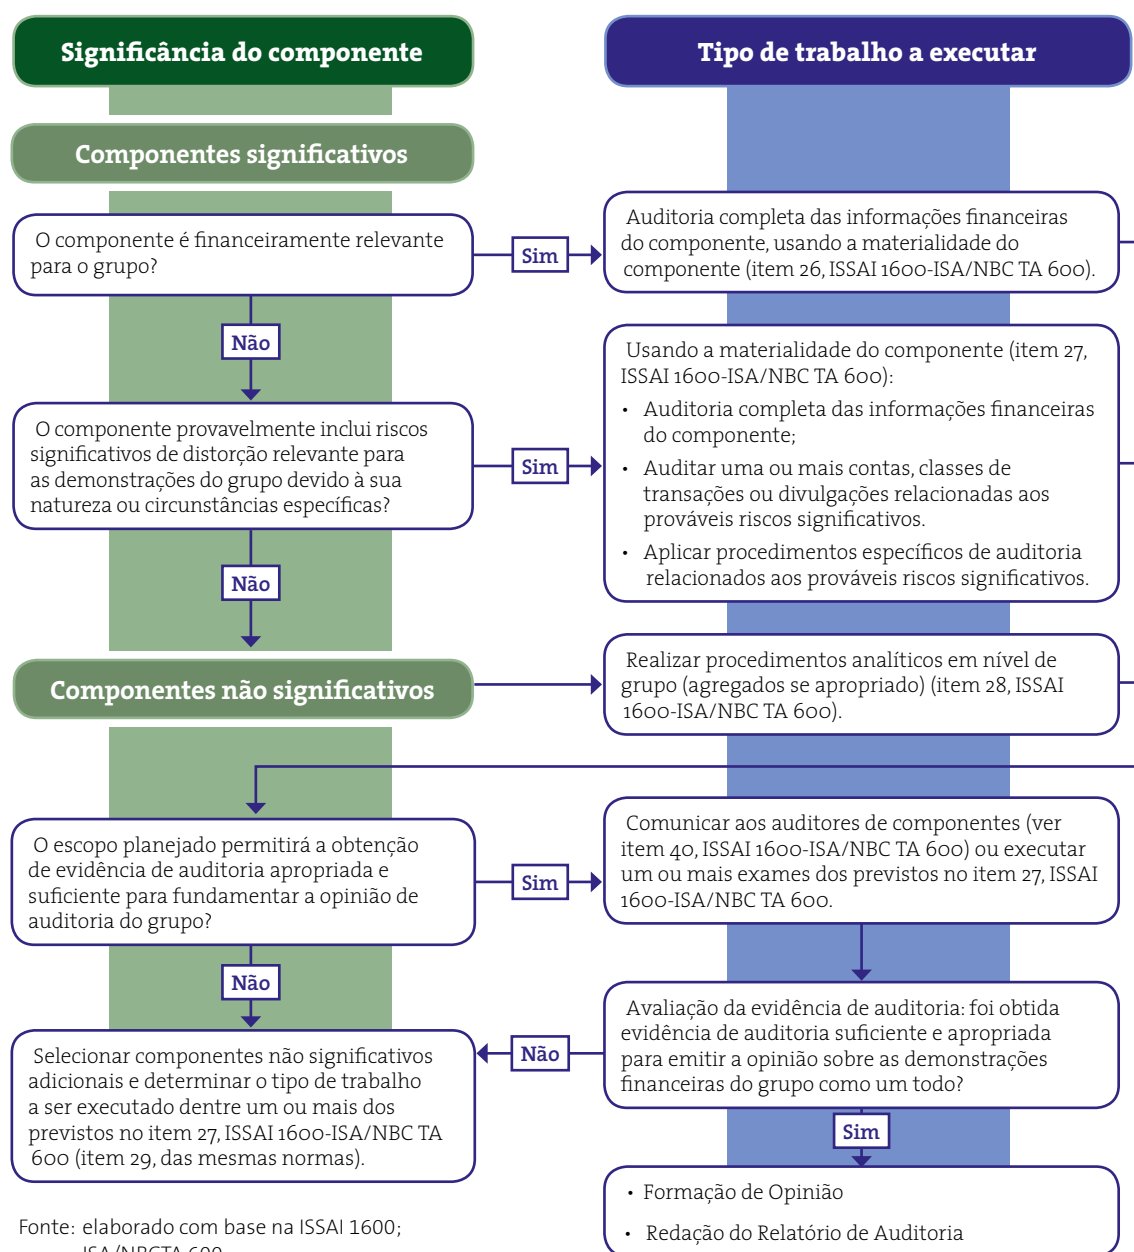 Significância do componente
Tipo de trabalho a executar
Componentes significativos
O componente é financeiramente relevante
para o grupo?
Sim
Auditoria completa das informações financeiras
do componente, usando a materialidade do
componente (item 26, ISSAI 1600-ISA/NBC TA 600).
Não
O componente provavelmente inclui riscos
significativos de distorção relevante para
as demonstrações do grupo devido à sua
natureza ou circunstâncias específicas?
Sim
Usando a materialidade do componente (item 27,
ISSAI 1600-ISA/NBC TA 600):
• Auditoria completa das informações financeiras
do componente;
• Auditar uma ou mais contas, classes de
transações ou divulgações relacionadas aos
prováveis riscos significativos.
• Aplicar procedimentos específicos de auditoria
relacionados aos prováveis riscos significativos.
Não
Componentes não significativos
Realizar procedimentos analíticos em nível de
grupo (agregados se apropriado) (item 28, ISSAI
1600-ISA/NBC TA 600).
O escopo planejado permitirá a obtenção
de evidência de auditoria apropriada e
suficiente para fundamentar a opinião de
auditoria do grupo?
Sim
Comunicar aos auditores de componentes (ver
item 40, ISSAI 1600-ISA/NBC TA 600) ou executar
um ou mais exames dos previstos no item 27, ISSAI
1600-ISA/NBC TA 600.
Não
Avaliação da evidência de auditoria: foi obtida
evidência de auditoria suficiente e apropriada
para emitir a opinião sobre as demonstrações
financeiras do grupo como um todo?
Não
Selecionar componentes não significativos
adicionais e determinar o tipo de trabalho
a ser executado dentre um ou mais dos
previstos no item 27, ISSAI 1600-ISA/NBC TA
600 (item 29, das mesmas normas).
Sim
• Formação de Opinião
• Redação do Relatório de Auditoria
Fonte: elaborado com base na ISSAI 1600;
ISA/NBCTA 600